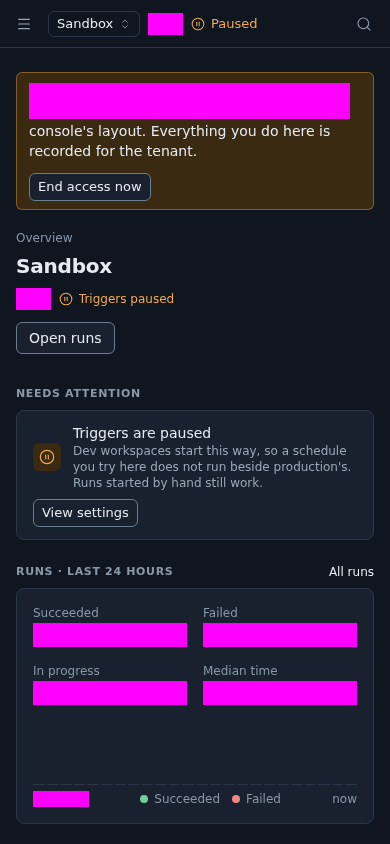 Sandbox
Paused
console's layout. Everything you do here is
recorded for the tenant.
End access now
Overview
Sandbox
Triggers paused
Open runs
NEEDS ATTENTION
Triggers are paused
Dev workspaces start this way, so a schedule
you try here does not run beside production's.
Runs started by hand still work.
View settings
RUNS · LAST 24 HOURS
All runs
Succeeded
Failed
In progress
Median time
Succeeded
Failed
now